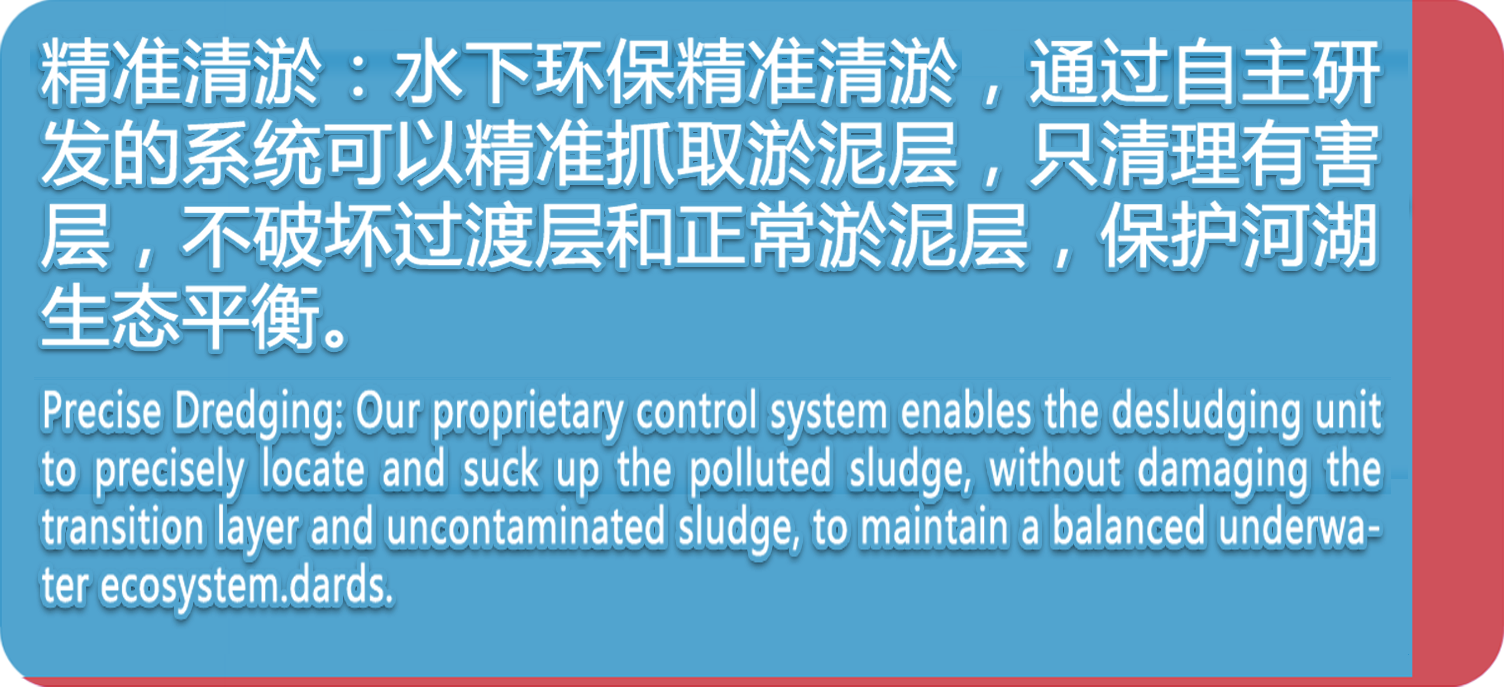 精准清淤：水下环保精准清淤，通过自主研
发的系统可以精准抓取淤泥层，只清理有害
层，不破坏过渡层和正常淤泥层，保护河湖
生态平衡。
Precise Dredging: Our proprietary control system enables the desludging unit
to precisely locate and suck up the polluted sludge, without damaging the
transition layer and uncontaminated sludge, to maintain a balanced underwa-
ter ecosystem.dards.